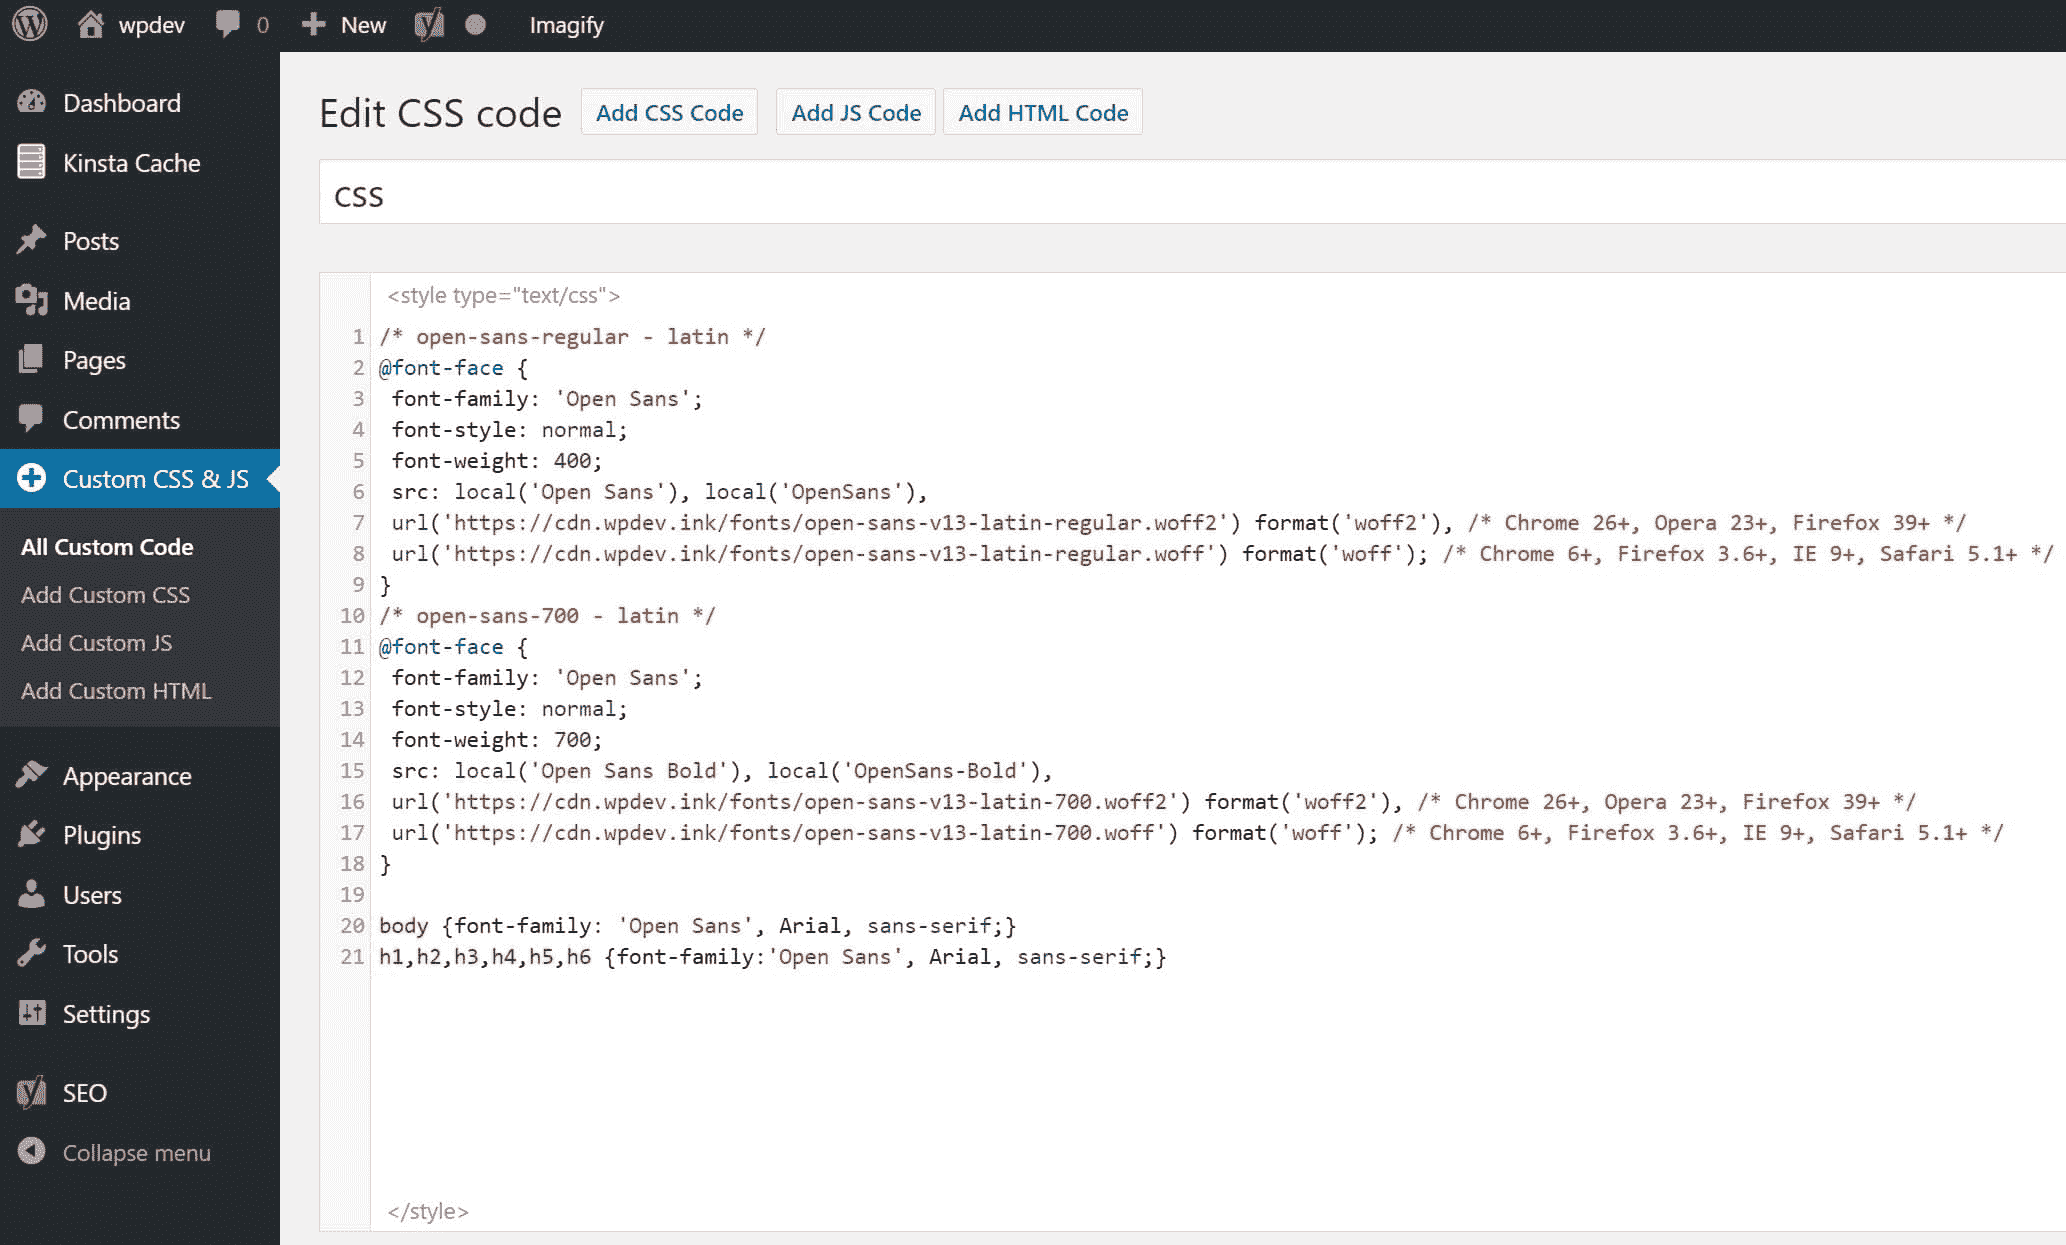 wpdev 0 New Imagify
Dashboard
Kinsta Cache
Posts
Media
Pages
Comments
Custom CSS & JS
All Custom Code
Add Custom CSS
Add Custom JS
Add Custom HTML
Appearance
Plugins
Users
Tools
Settings
SEO
Collapse menu
Edit CSS code Add CSS Code Add JS Code Add HTML Code
CSS
<style type="text/css">
1 /* open-sans-regular - latin */
2 @font-face {
3 font-family: 'Open Sans';
4 font-style: normal;
5 font-weight: 400;
6 src: local('Open Sans'), local('OpenSans'),
7 url('https://cdn.wpdev.ink/fonts/open-sans-v13-latin-regular.woff2') format('woff2'), /* Chrome 26+, Opera 23+, Firefox 39+ */
8 url('https://cdn.wpdev.ink/fonts/open-sans-v13-latin-regular.woff') format('woff'); /* Chrome 6+, Firefox 3.6+, IE 9+, Safari 5.1+ */
9 }
10 /* open-sans-700 - latin */
11 @font-face {
12 font-family: 'Open Sans';
13 font-style: normal;
14 font-weight: 700;
15 src: local('Open Sans Bold'), local('OpenSans-Bold'),
16 url('https://cdn.wpdev.ink/fonts/open-sans-v13-latin-700.woff2') format('woff2'), /* Chrome 26+, Opera 23+, Firefox 39+ */
17 url('https://cdn.wpdev.ink/fonts/open-sans-v13-latin-700.woff') format('woff'); /* Chrome 6+, Firefox 3.6+, IE 9+, Safari 5.1+ */
18 }
19
20 body {font-family: 'Open Sans', Arial, sans-serif;}
21 h1,h2,h3,h4,h5,h6 {font-family:'Open Sans', Arial, sans-serif;}
</style>